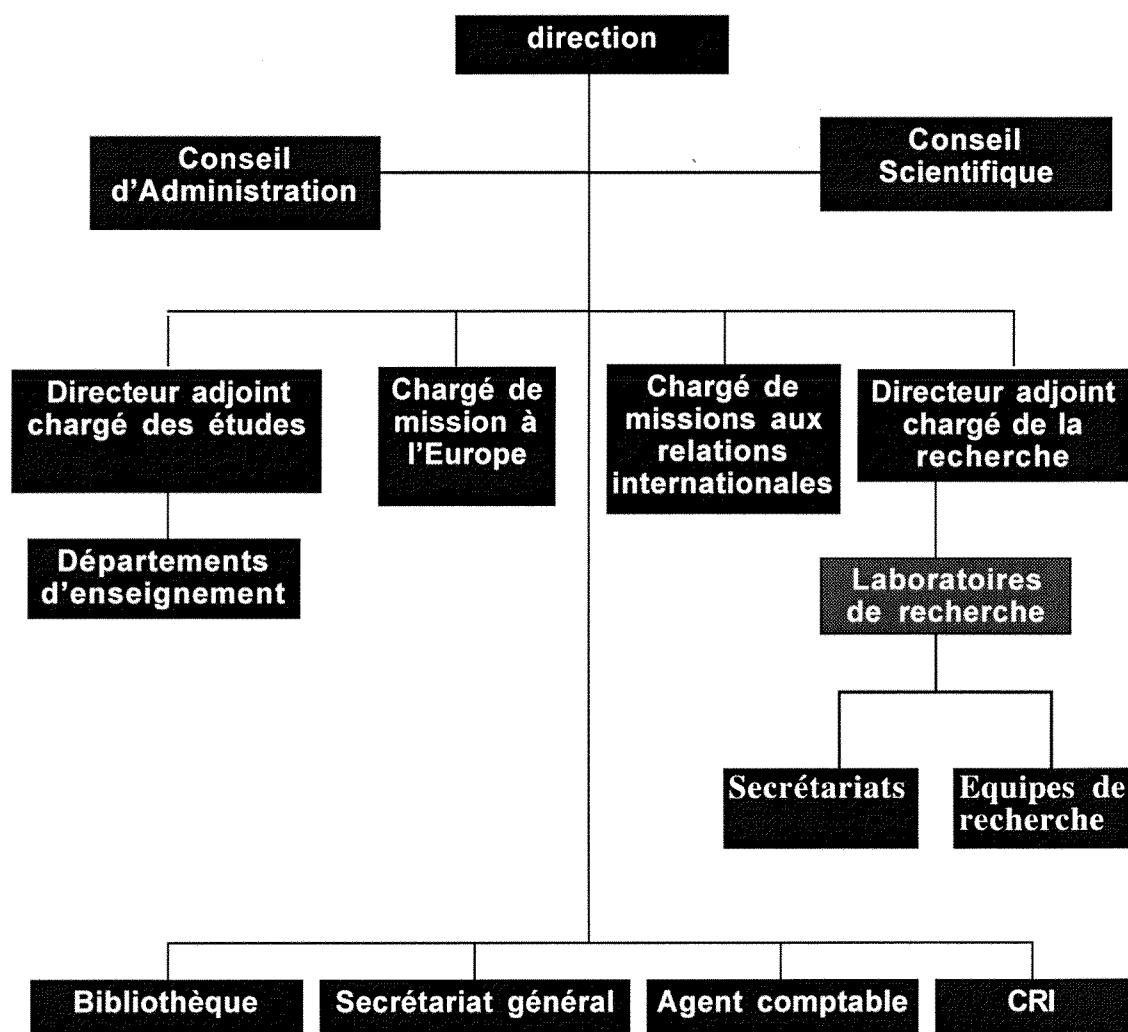 direction
Conseil
d'Administration
Conseil
Scientifique
Directeur adjoint
chargé des études
Chargé de
mission à
l'Europe
Chargé de
missions aux
relations
internationales
Directeur adjoint
chargé de la
recherche
Départements
d'enseignement
Laboratoires
de recherche
Secrétariats
Equipes de
recherche
Bibliothèque
Secrétariat général
Agent comptable
CRI